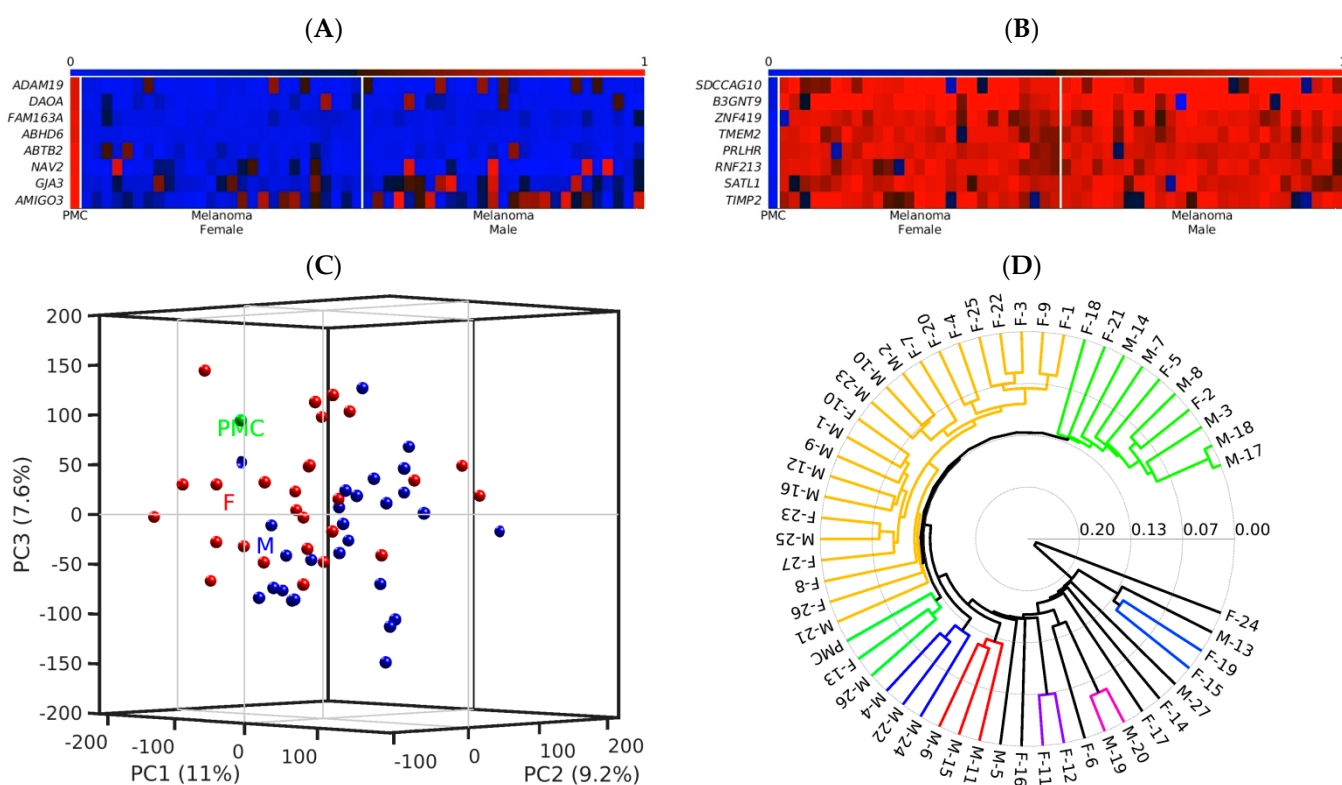 (A)
0 1
ADAM19
DAOA
FAM163A
ABHD6
ABTB2
NAV2
GJA3
AMIGO3
PMC Melanoma Melanoma
Female Male
(B)
0
SDCCAG10
B3GNT9
ZNF419
TMEM2
PRLHR
RNF213
SATL1
TIMP2
PMC Melanoma Melanoma
Female Male
(C)
200
150
100
50
0
-50
-100
-150
-200
PC3 (7.6%)
PMC
F
M
-200 -100 0 100
PC1 (11%)
-100 0 100 200
PC2 (9.2%)
(D)
F-24
M-13
F-19
F-15
M-27
F-14
F-17
M-20
M-19
F-6
F-12
F-11
F-16
M-5
M-11
M-15
M-6
M-24
M-22
M-4
M-26
F-13
PMC
M-21
F-26
F-8
F-27
M-25
F-23
M-16
M-12
M-9
M-1
F-10
M-23
M-10
M-2
F-7
F-20
F-4
F-25
F-22
F-3
F-9
F-1
F-18
F-21
M-14
M-7
F-5
M-8
F-2
M-3
M-18
M-17
0.20 0.13 0.07 0.00